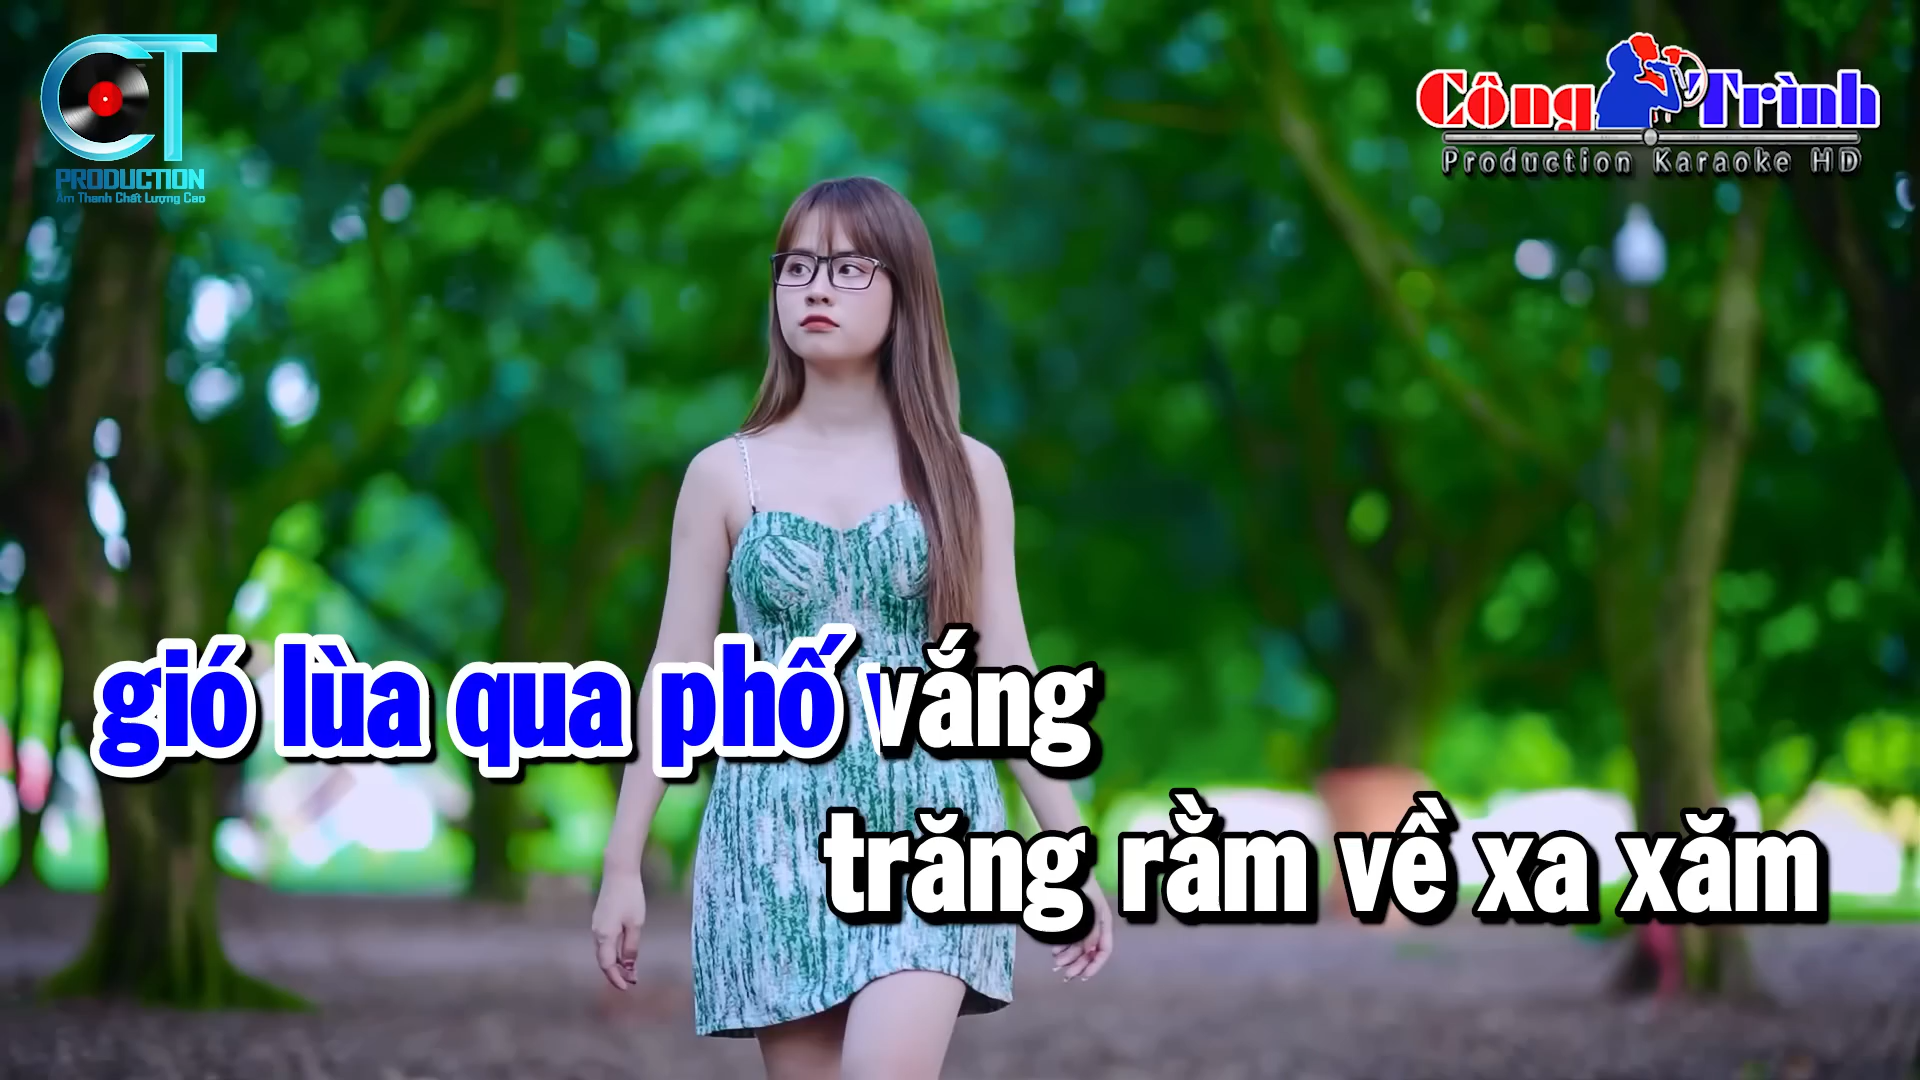 CT
PRODUCTION
Âm Thanh Chất Lượng Cao
Công Trình
Production Karaoke HD
gió lùa qua phố vắng
trăng rằm về xa xăm